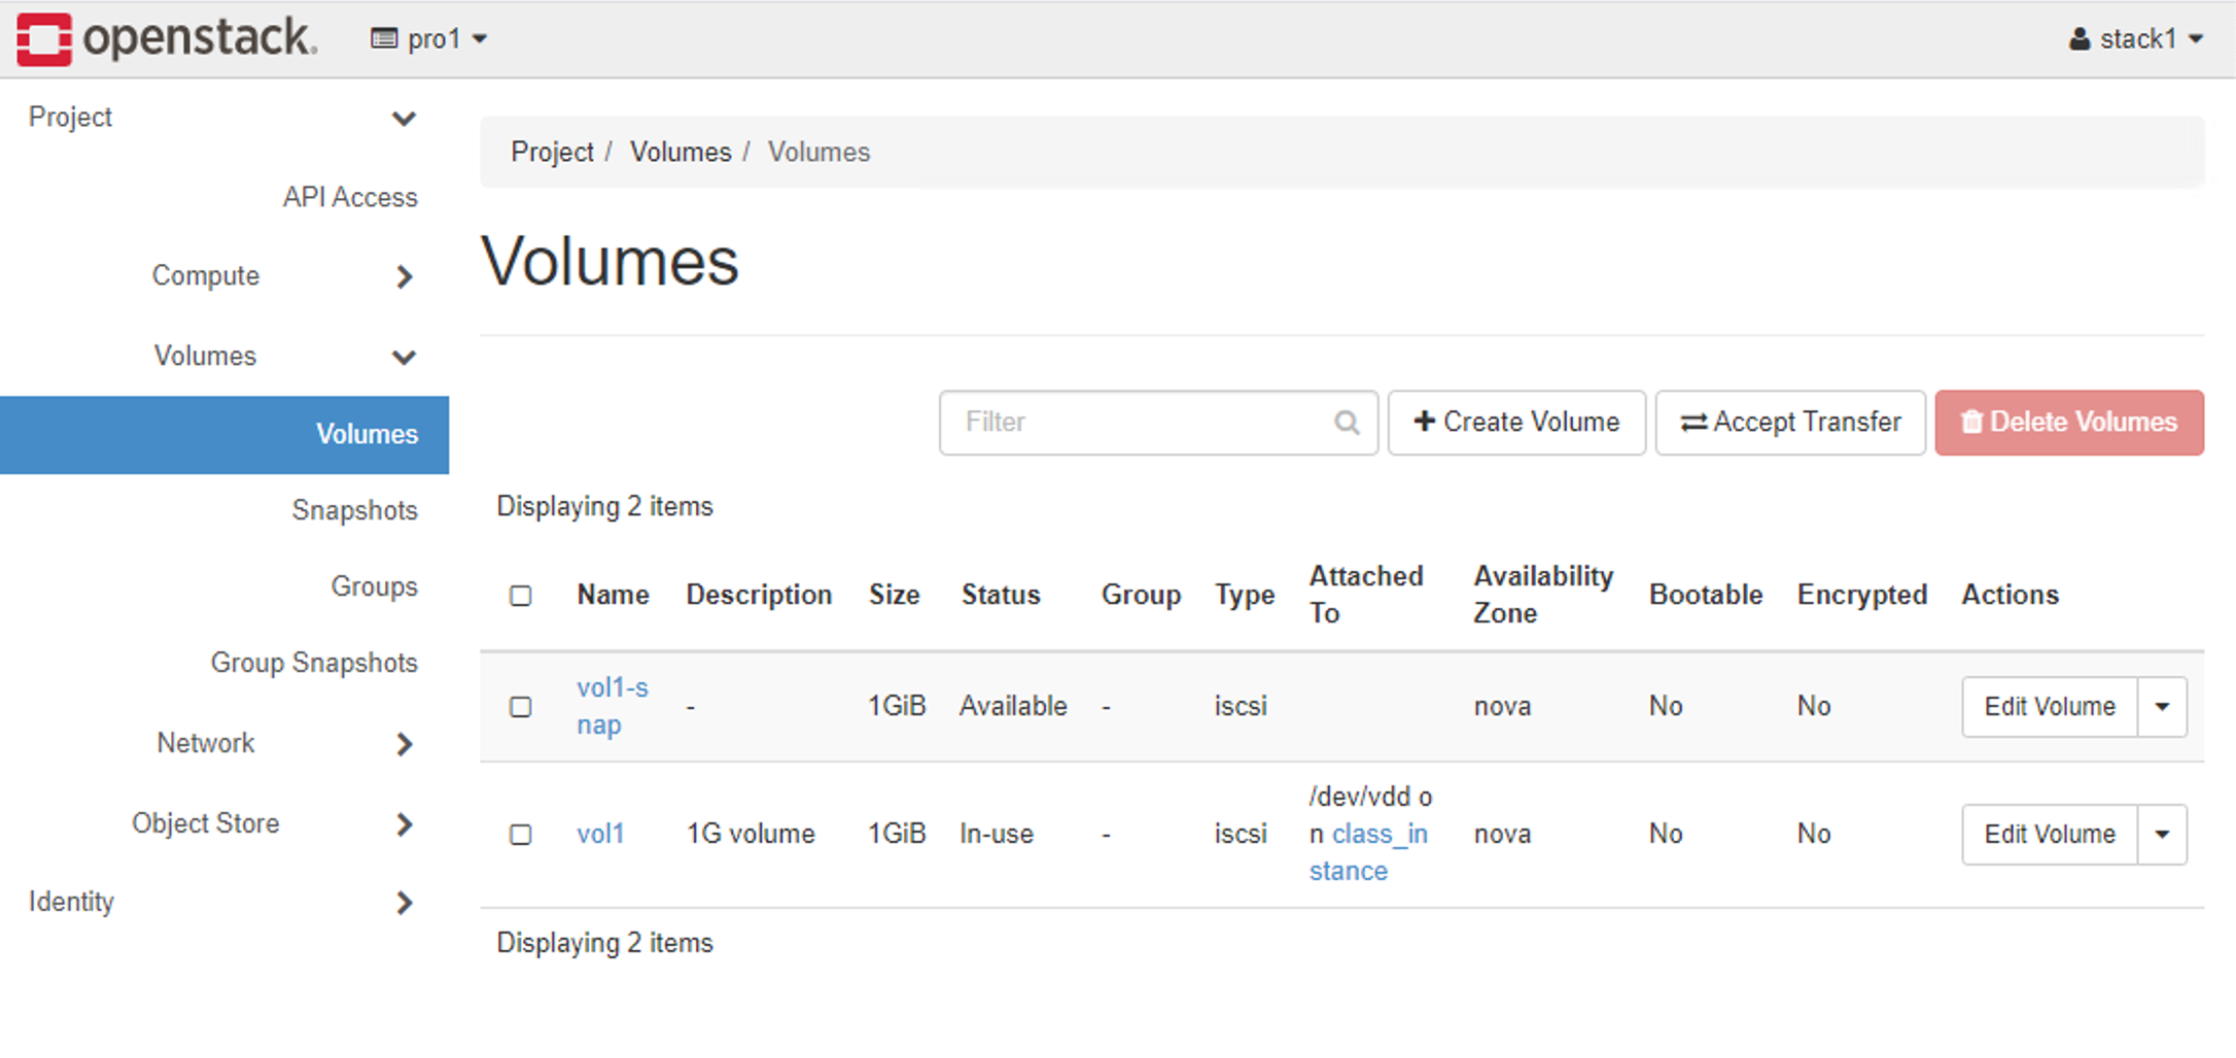 openstack. pro1 stack1
Project
API Access
Compute
Volumes
Volumes
Snapshots
Groups
Group Snapshots
Network
Object Store
Identity
Project / Volumes / Volumes
Volumes
Filter Create Volume Accept Transfer Delete Volumes
Displaying 2 items
Name Description Size Status Group Type Attached To Availability Zone Bootable Encrypted Actions
vol1-s
nap - 1GiB Available - iscsi nova No No Edit Volume
vol1 1G volume 1GiB In-use - iscsi /dev/vdd o
n class_in
stance nova No No Edit Volume
Displaying 2 items